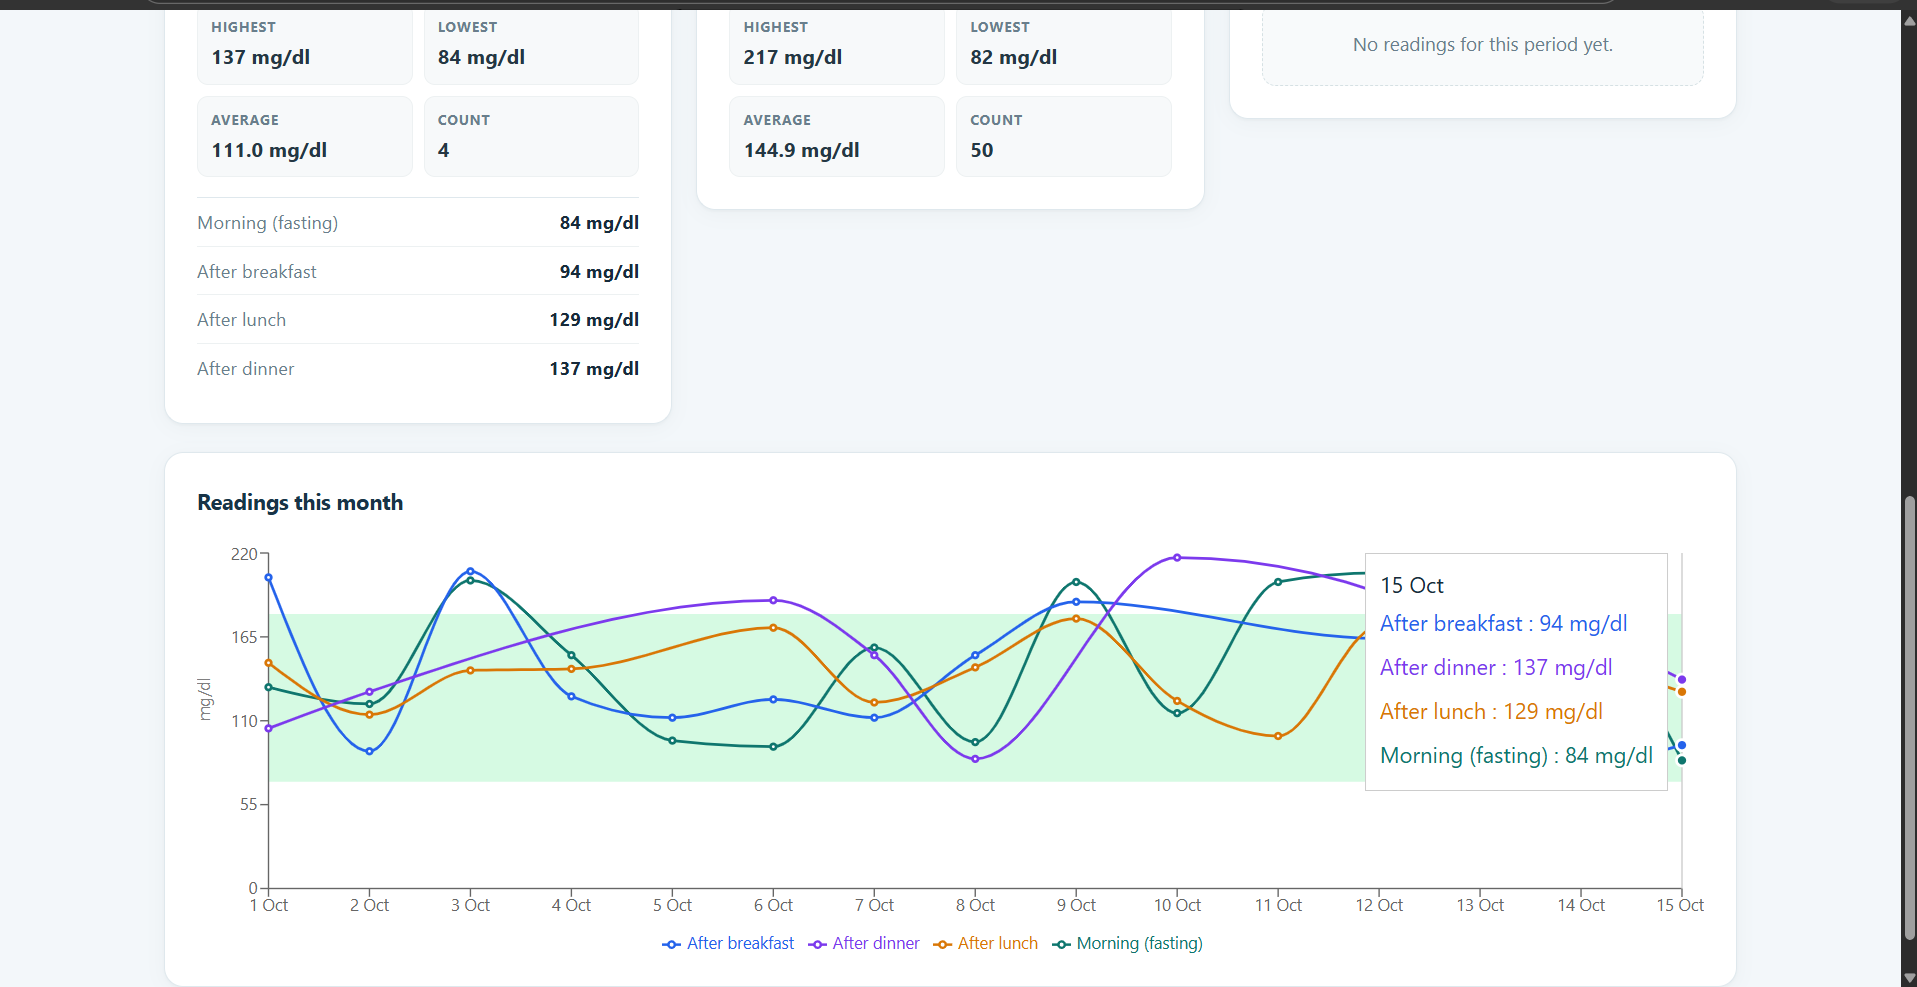 HIGHEST
137 mg/dl
LOWEST
84 mg/dl
AVERAGE
111.0 mg/dl
COUNT
4
Morning (fasting) 84 mg/dl
After breakfast 94 mg/dl
After lunch 129 mg/dl
After dinner 137 mg/dl
HIGHEST
217 mg/dl
LOWEST
82 mg/dl
AVERAGE
144.9 mg/dl
COUNT
50
No readings for this period yet.
Readings this month
220
165
110
55
0
mg/dl
1 Oct 2 Oct 3 Oct 4 Oct 5 Oct 6 Oct 7 Oct 8 Oct 9 Oct 10 Oct 11 Oct 12 Oct 13 Oct 14 Oct 15 Oct
15 Oct
After breakfast : 94 mg/dl
After dinner : 137 mg/dl
After lunch : 129 mg/dl
Morning (fasting) : 84 mg/dl
After breakfast After dinner After lunch Morning (fasting)